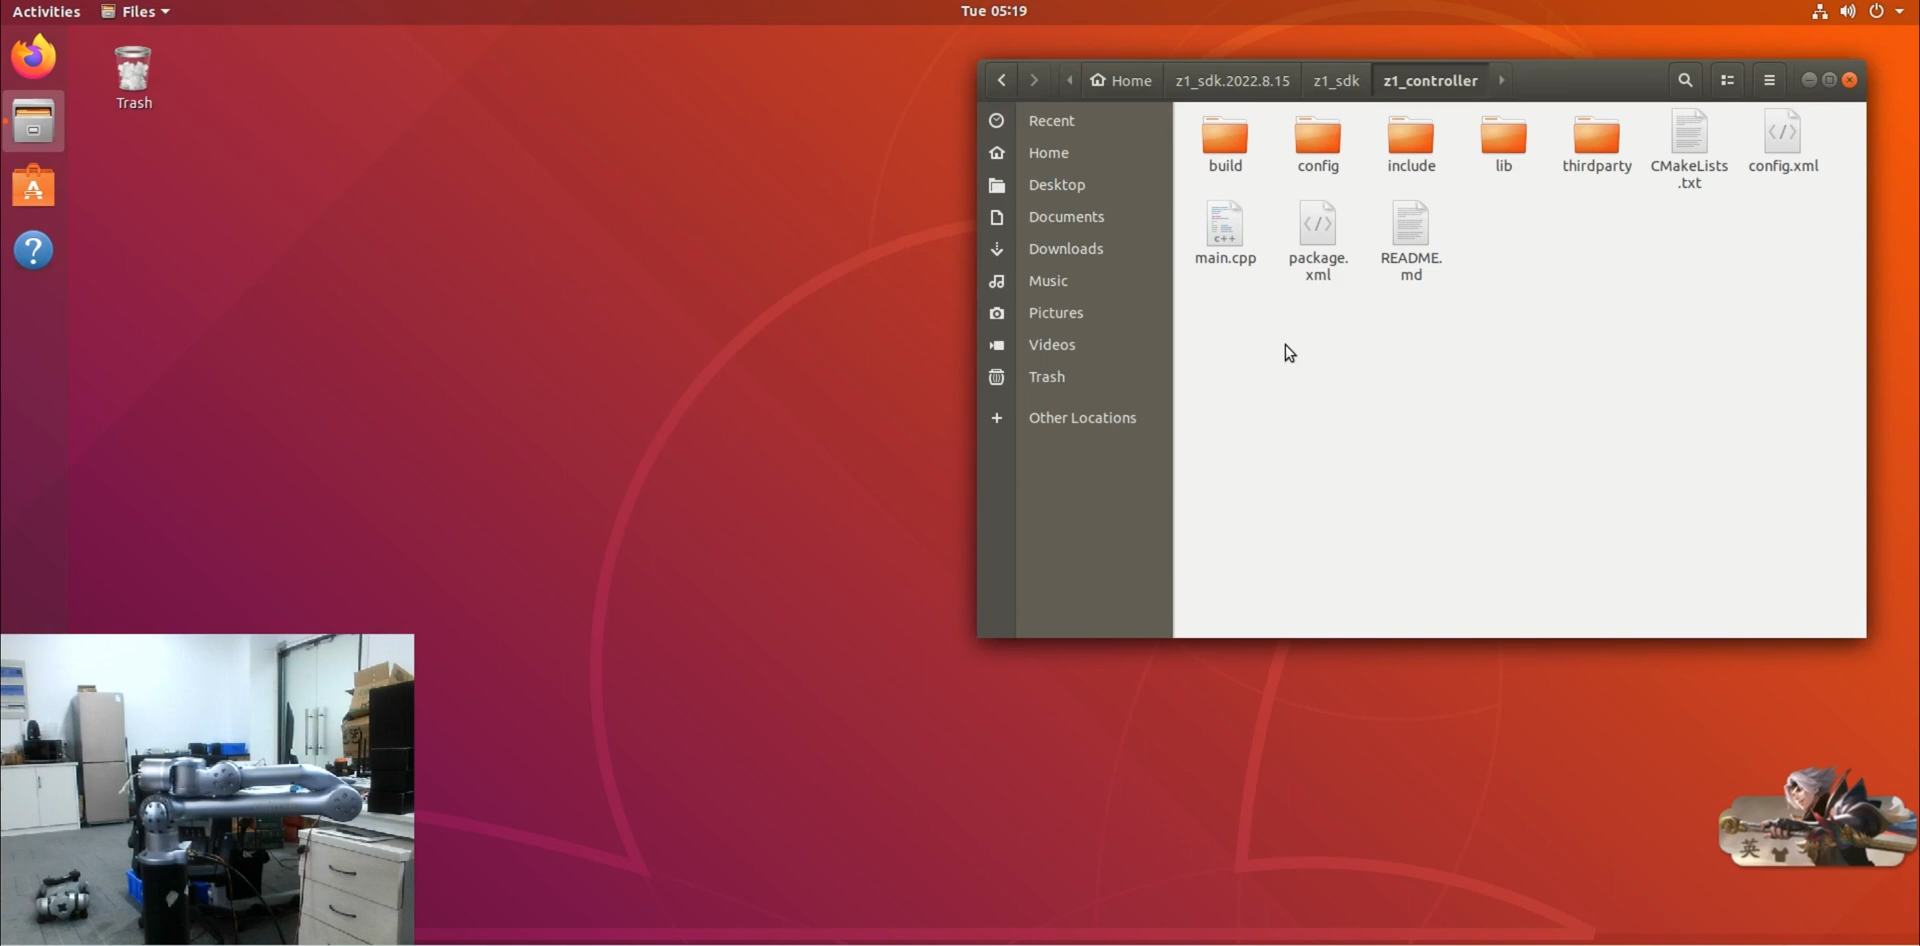 Activities
Files
Tue 05:19
Trash
Home
z1_sdk.2022.8.15
z1_sdk
z1_controller
Recent
Home
Desktop
Documents
Downloads
Music
Pictures
Videos
Trash
Other Locations
build
config
include
lib
thirdparty
CMakeLists
.txt
config.xml
c++
main.cpp
package.
xml
README.
md
英